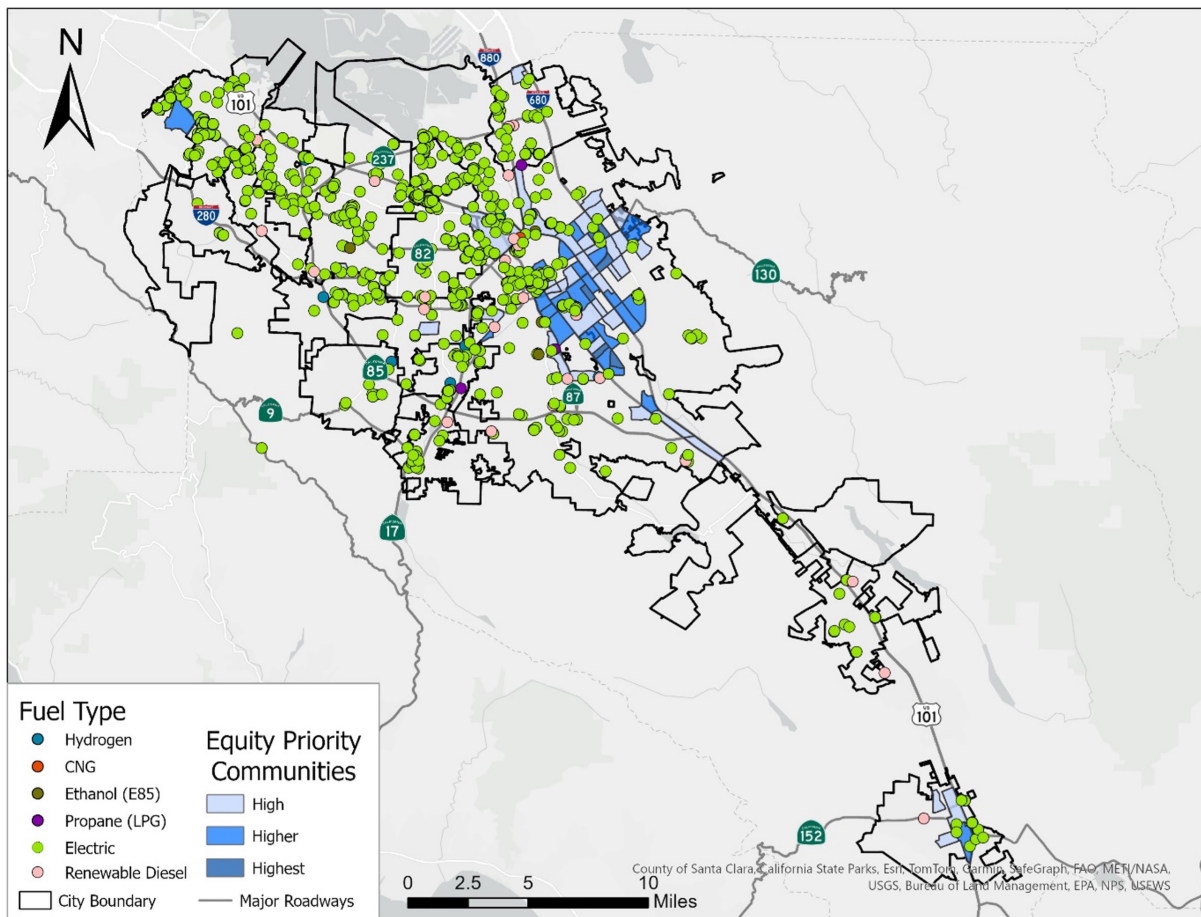 N
880
680
US
101
237
280
82
130
85
87
9
17
US
101
152
Fuel Type
Hydrogen
CNG
Ethanol (E85)
Propane (LPG)
Electric
Renewable Diesel
City Boundary
Equity Priority
Communities
High
Higher
Highest
Major Roadways
0 2.5 5 10
Miles
County of Santa Clara, California State Parks, Esri, TomTom, Garmin, SafeGraph, FAO, METI/NASA,
USGS, Bureau of Land Management, EPA, NPS, USFWS